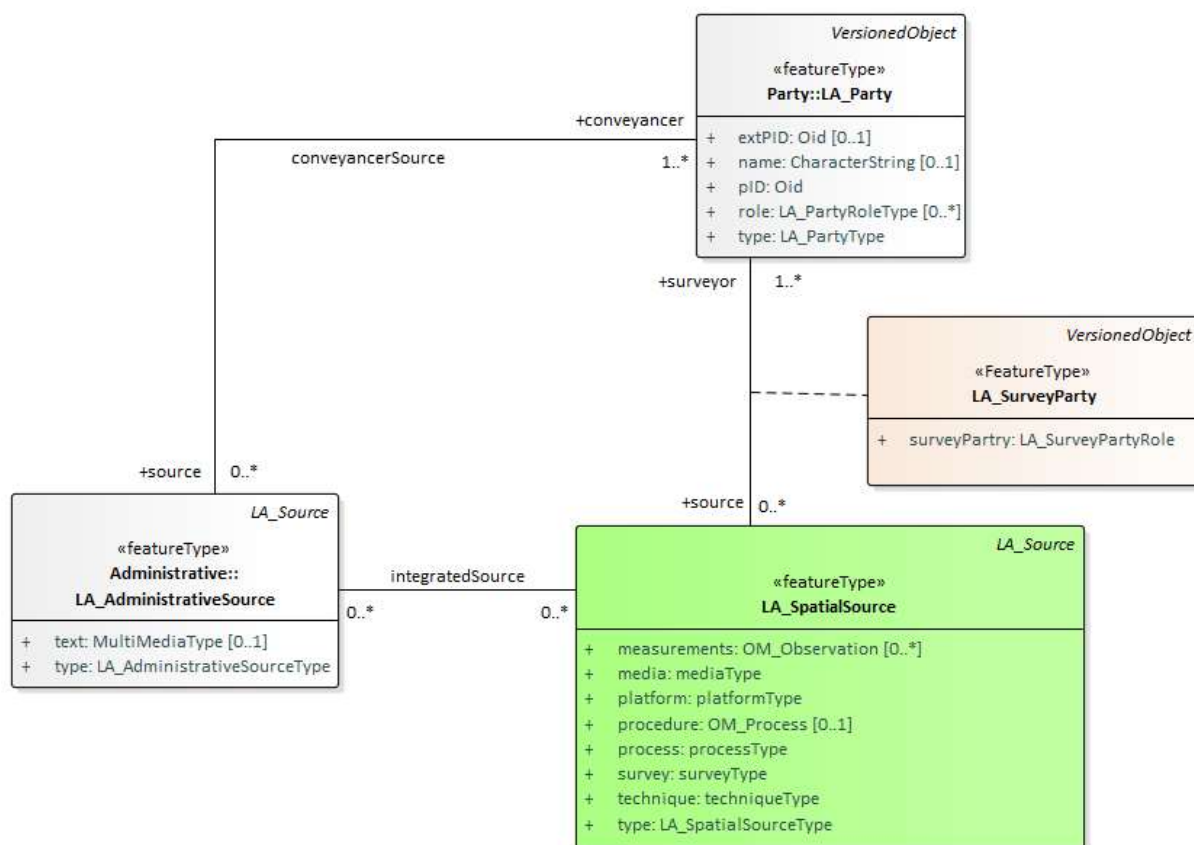 VersionedObject
«featureType»
Party::LA_Party
+ extPID: Oid [0..1]
+ name: CharacterString [0..1]
+ pID: Oid
+ role: LA_PartyRoleType [0..*]
+ type: LA_PartyType
+conveyancer
conveyancerSource
1..*
+surveyor 1..*
VersionedObject
«FeatureType»
LA_SurveyParty
+ surveyPartry: LA_SurveyPartyRole
+source 0..*
+source 0..*
LA_Source
«featureType»
Administrative::
LA_AdministrativeSource
+ text: MultiMediaType [0..1]
+ type: LA_AdministrativeSourceType
integratedSource
0..* 0..*
LA_Source
«featureType»
LA_SpatialSource
+ measurements: OM_Observation [0..*]
+ media: mediaType
+ platform: platformType
+ procedure: OM_Process [0..1]
+ process: processType
+ survey: surveyType
+ technique: techniqueType
+ type: LA_SpatialSourceType